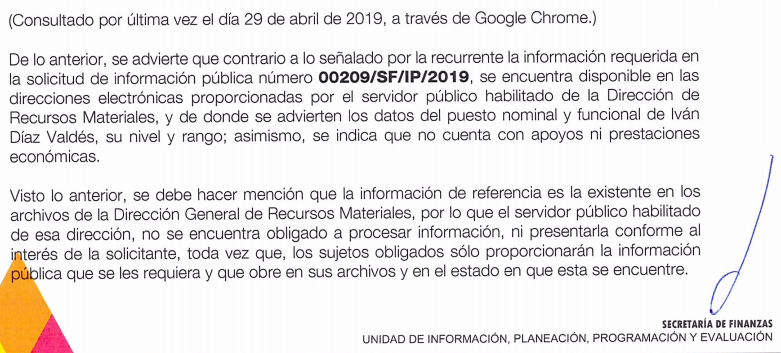 (Consultado por última vez el día 29 de abril de 2019, a través de Google Chrome.)
De lo anterior, se advierte que contrario a lo señalado por la recurrente la información requerida en
la solicitud de información pública número 00209/SF/IP/2019, se encuentra disponible en las
direcciones electrónicas proporcionadas por el servidor público habilitado de la Dirección de
Recursos Materiales, y de donde se advierten los datos del puesto nominal y funcional de Iván
Díaz Valdés, su nivel y rango; asimismo, se indica que no cuenta con apoyos ni prestaciones
económicas.
Visto lo anterior, se debe hacer mención que la información de referencia es la existente en los
archivos de la Dirección General de Recursos Materiales, por lo que el servidor público habilitado
de esa dirección, no se encuentra obligado a procesar información, ni presentarla conforme al
interés de la solicitante, toda vez que, los sujetos obligados sólo proporcionarán la información
pública que se les requiera y que obre en sus archivos y en el estado en que esta se encuentre.
SECRETARÍA DE FINANZAS
UNIDAD DE INFORMACIÓN, PLANEACIÓN, PROGRAMACIÓN Y EVALUACIÓN